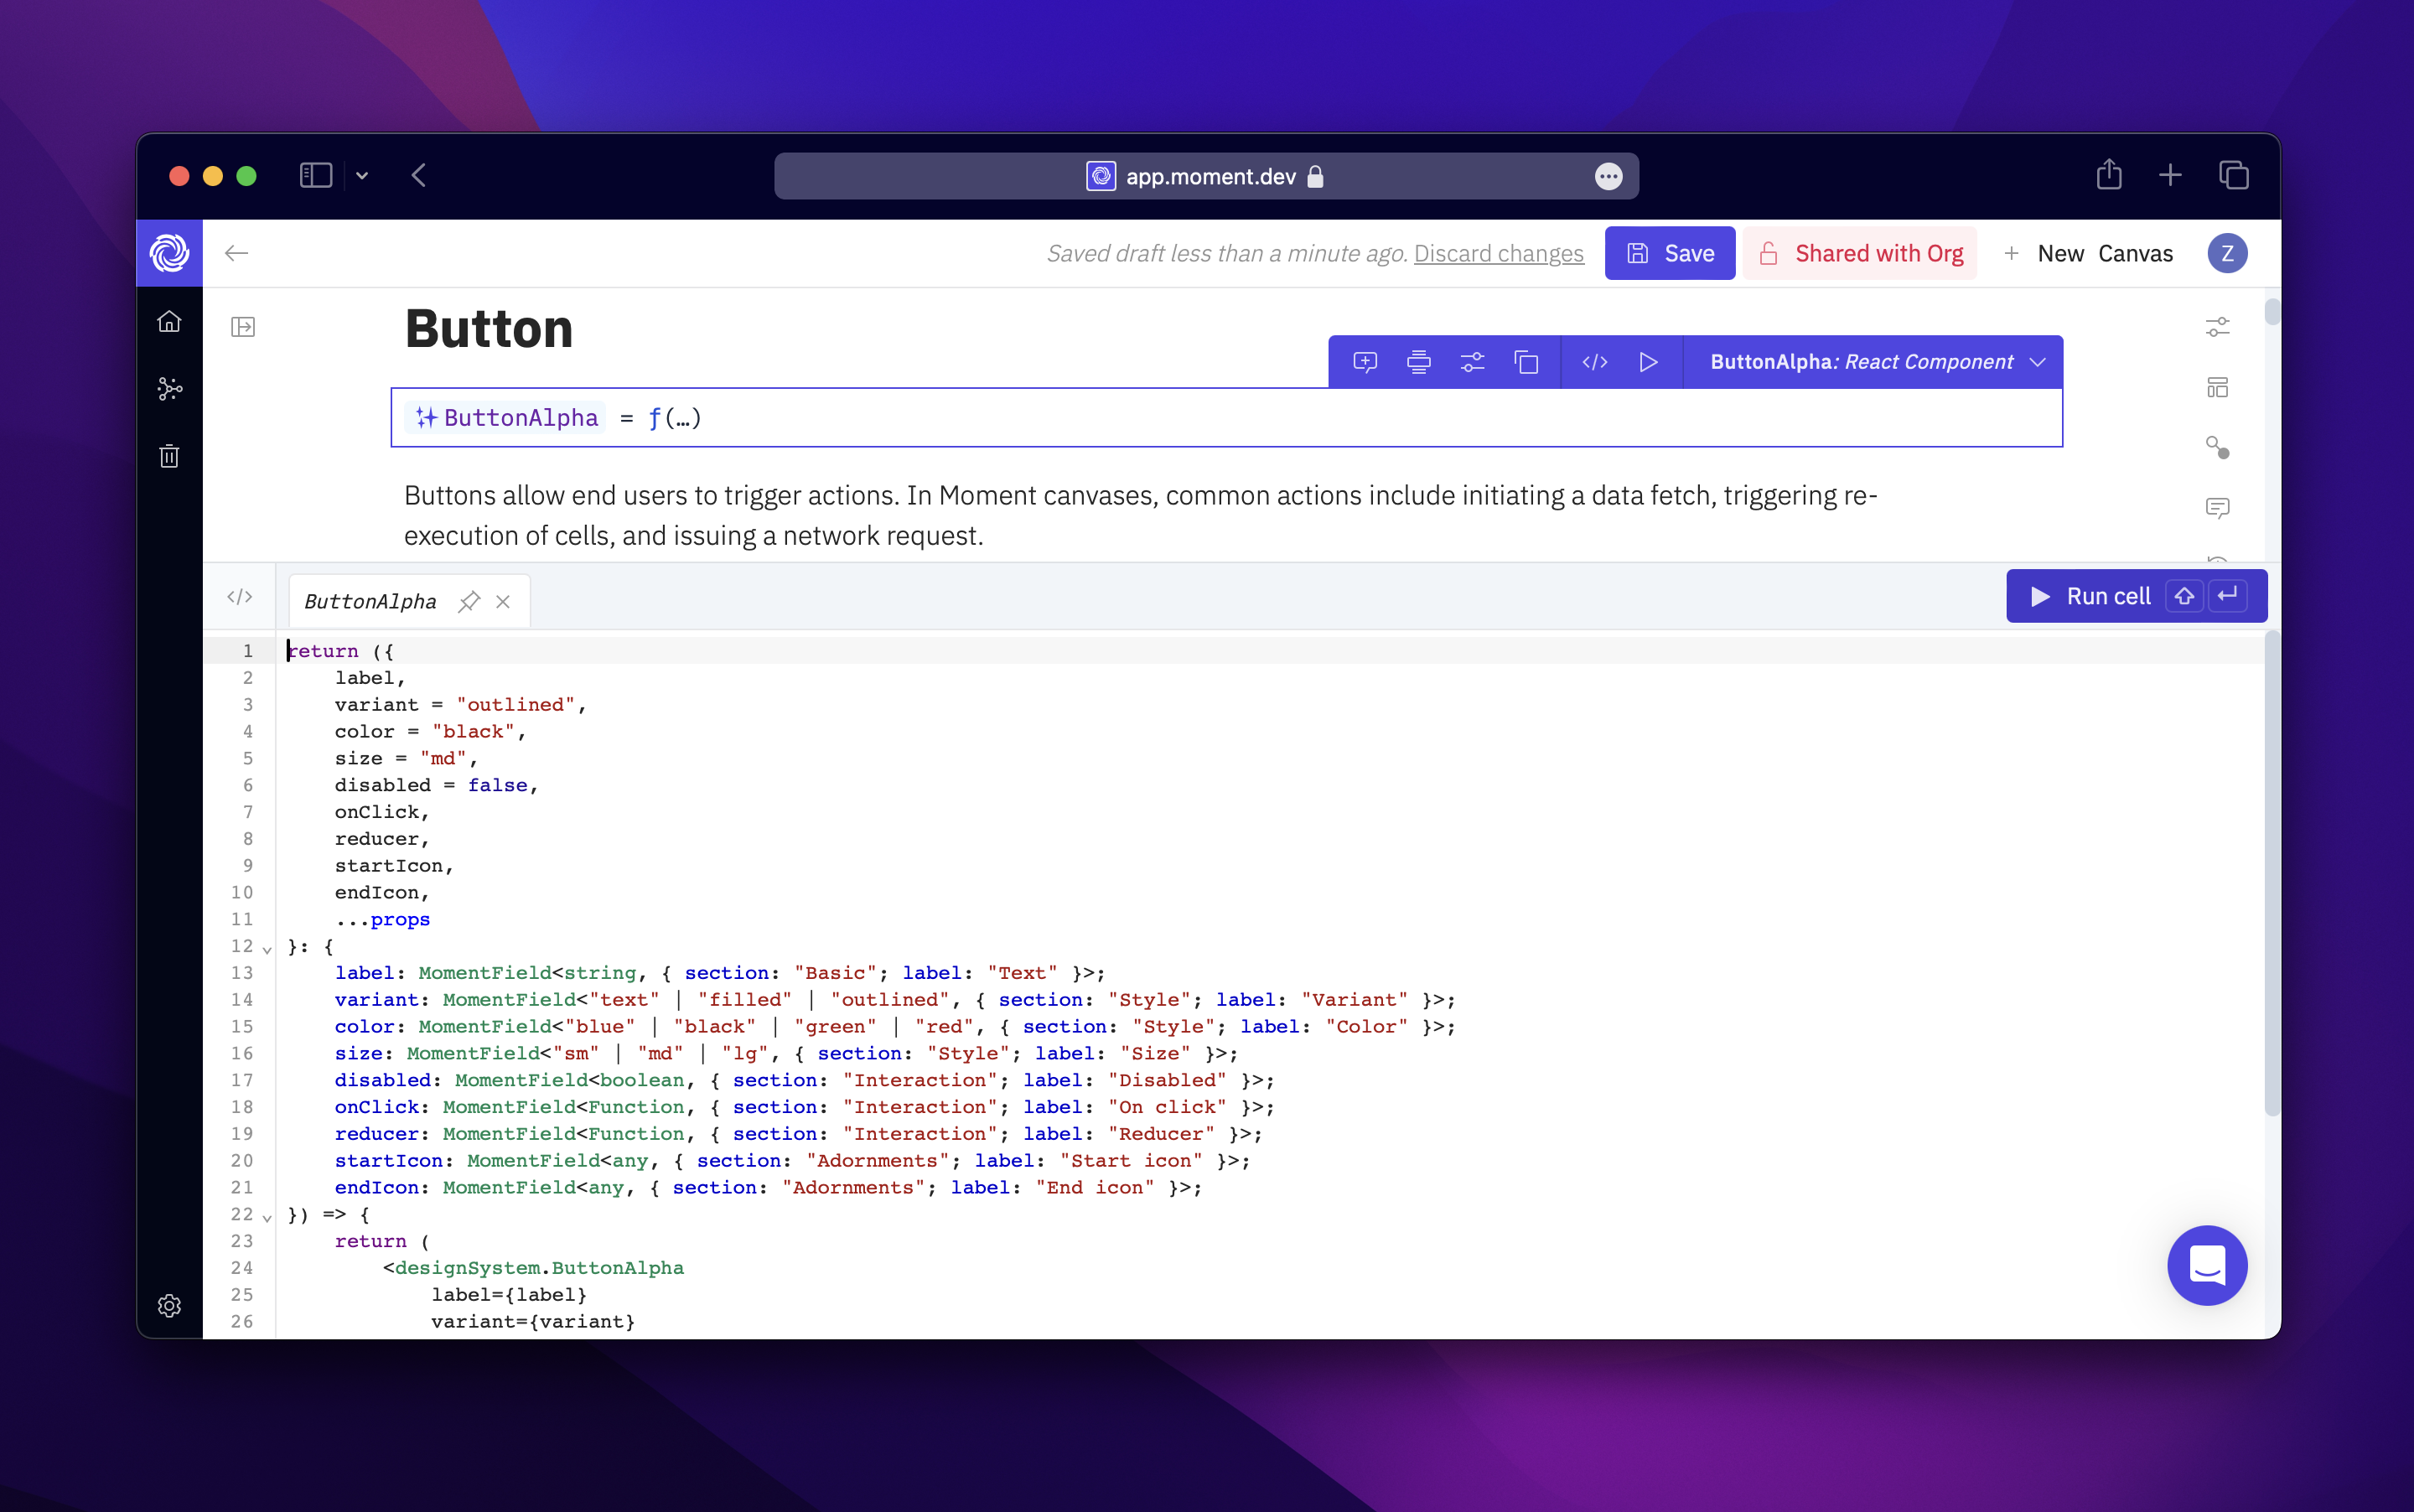 app.moment.dev
Saved draft less than a minute ago. Discard changes
Save
Shared with Org
New Canvas
Z
Button
ButtonAlpha: React Component
ButtonAlpha = ƒ(…)
Buttons allow end users to trigger actions. In Moment canvases, common actions include initiating a data fetch, triggering re-
execution of cells, and issuing a network request.
</>
ButtonAlpha
Run cell
1 return ({
2     label,
3     variant = "outlined",
4     color = "black",
5     size = "md",
6     disabled = false,
7     onClick,
8     reducer,
9     startIcon,
10     endIcon,
11     ...props
12 }: {
13     label: MomentField<string, { section: "Basic"; label: "Text" }>;
14     variant: MomentField<"text" | "filled" | "outlined", { section: "Style"; label: "Variant" }>;
15     color: MomentField<"blue" | "black" | "green" | "red", { section: "Style"; label: "Color" }>;
16     size: MomentField<"sm" | "md" | "lg", { section: "Style"; label: "Size" }>;
17     disabled: MomentField<boolean, { section: "Interaction"; label: "Disabled" }>;
18     onClick: MomentField<Function, { section: "Interaction"; label: "On click" }>;
19     reducer: MomentField<Function, { section: "Interaction"; label: "Reducer" }>;
20     startIcon: MomentField<any, { section: "Adornments"; label: "Start icon" }>;
21     endIcon: MomentField<any, { section: "Adornments"; label: "End icon" }>;
22 }) => {
23     return (
24         <designSystem.ButtonAlpha
25             label={label}
26             variant={variant}